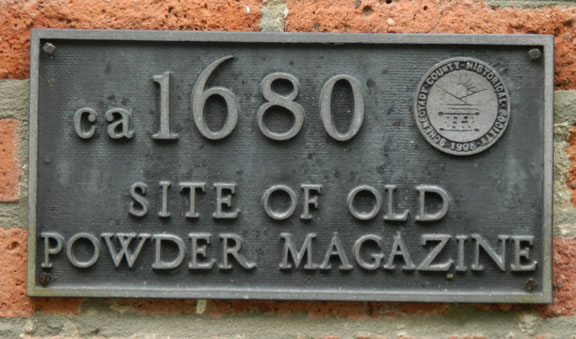 ca 1680
SCHENECTADY COUNTY HISTORICAL SOCIETY
1905
SITE OF OLD
POWDER MAGAZINE